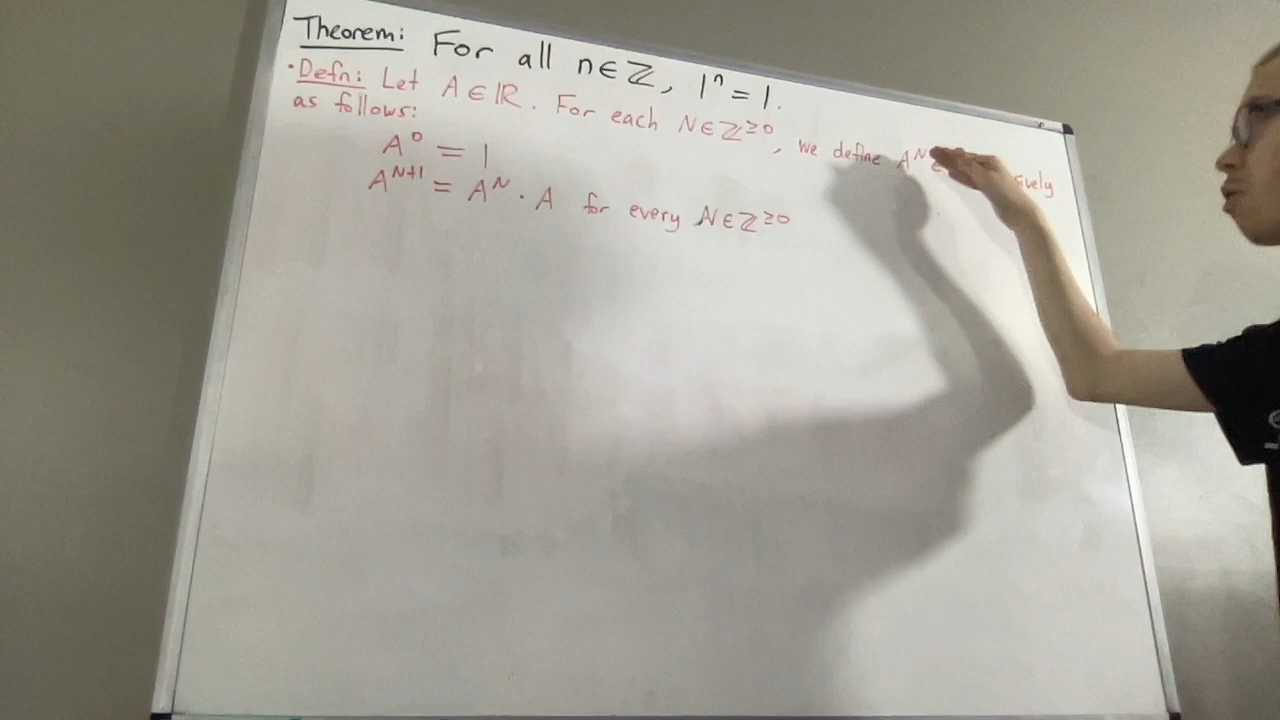 Theorem: For all n∈ℤ, 1ⁿ = 1.
·Defn: Let A∈ℝ. For each N∈ℤ≥⁰, we define Aᴺ∈
as follows:
A⁰ = 1
Aᴺ⁺¹ = Aᴺ · A for every N∈ℤ≥⁰